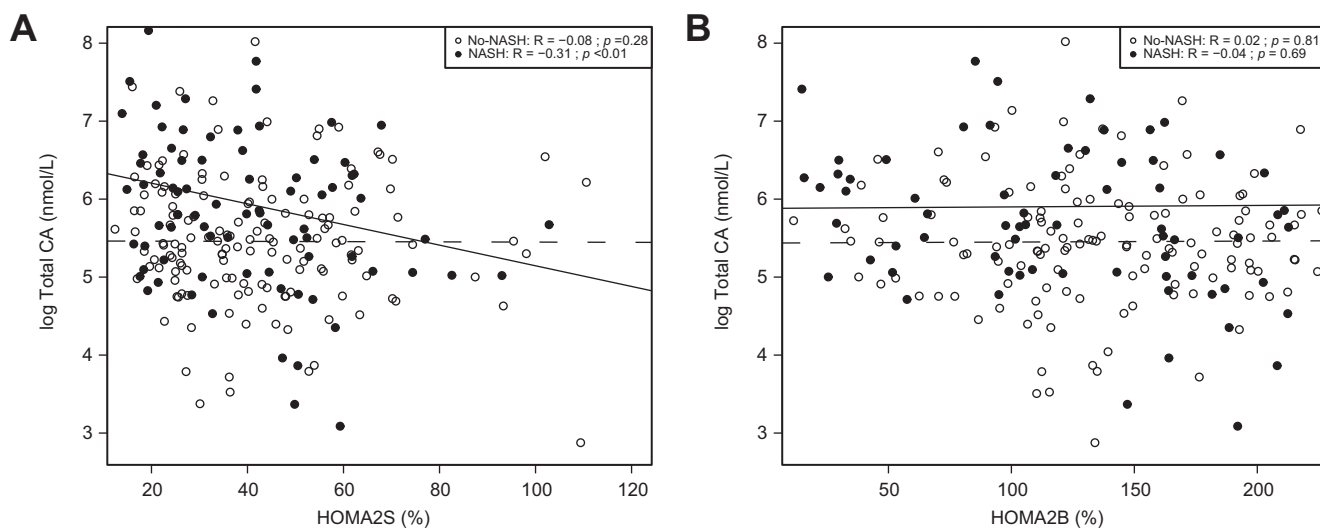 A
No-NASH: R = −0.08 ; p =0.28
NASH: R = −0.31 ; p <0.01
log Total CA (nmol/L)
8
7
6
5
4
3
20 40 60 80 100 120
HOMA2S (%)
B
No-NASH: R = 0.02 ; p = 0.81
NASH: R = −0.04 ; p = 0.69
log Total CA (nmol/L)
8
7
6
5
4
3
50 100 150 200
HOMA2B (%)